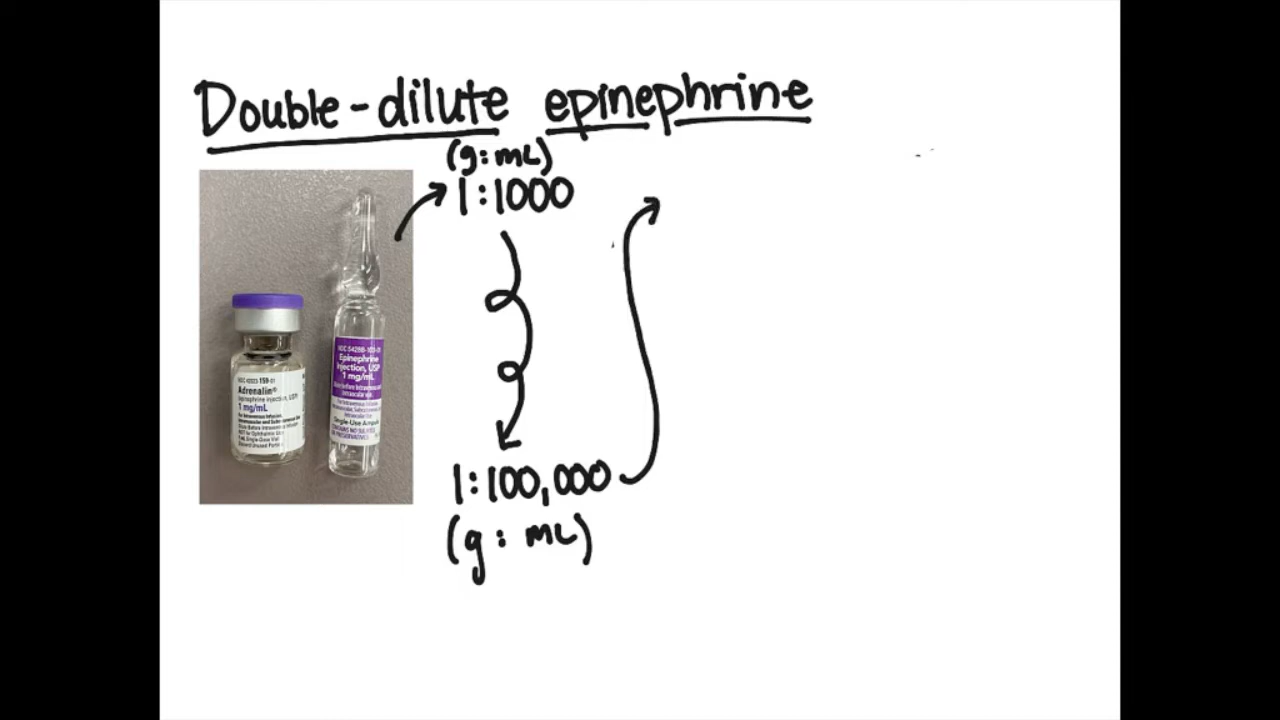 Double-dilute epinephrine
(g:mL)
1:1000
1:100,000
(g: mL)
Adrenalin®
1 mg/mL
Epinephrine
Injection, USP
1 mg/mL
Single-Use Ampul